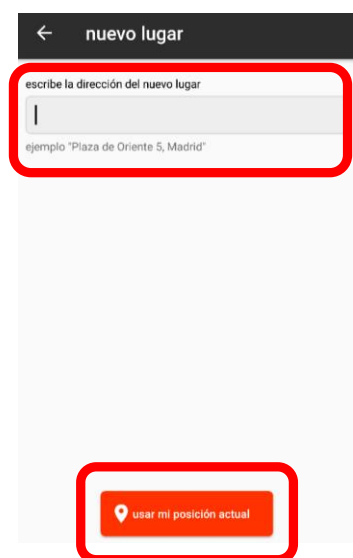 nuevo lugar
escribe la dirección del nuevo lugar
ejemplo "Plaza de Oriente 5, Madrid"
usar mi posición actual